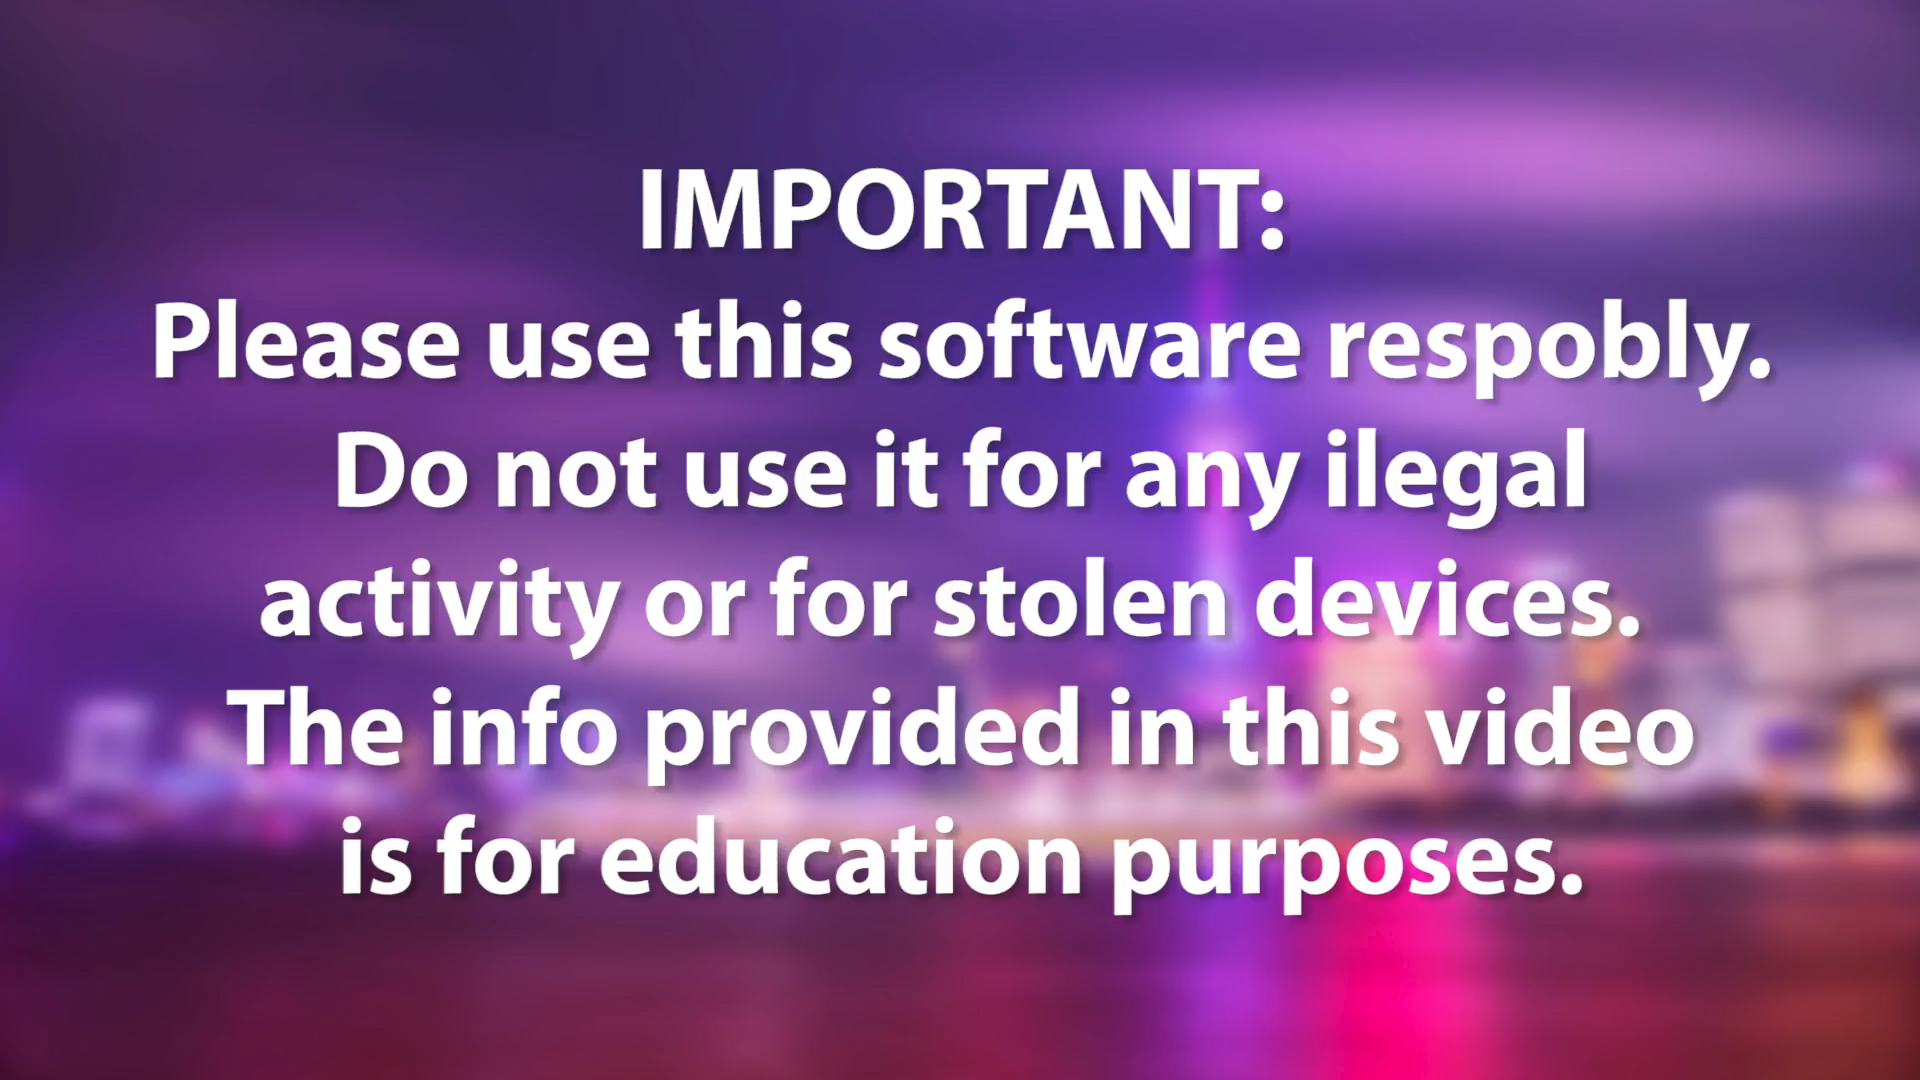 IMPORTANT:
Please use this software respobly.
Do not use it for any ilegal
activity or for stolen devices.
The info provided in this video
is for education purposes.